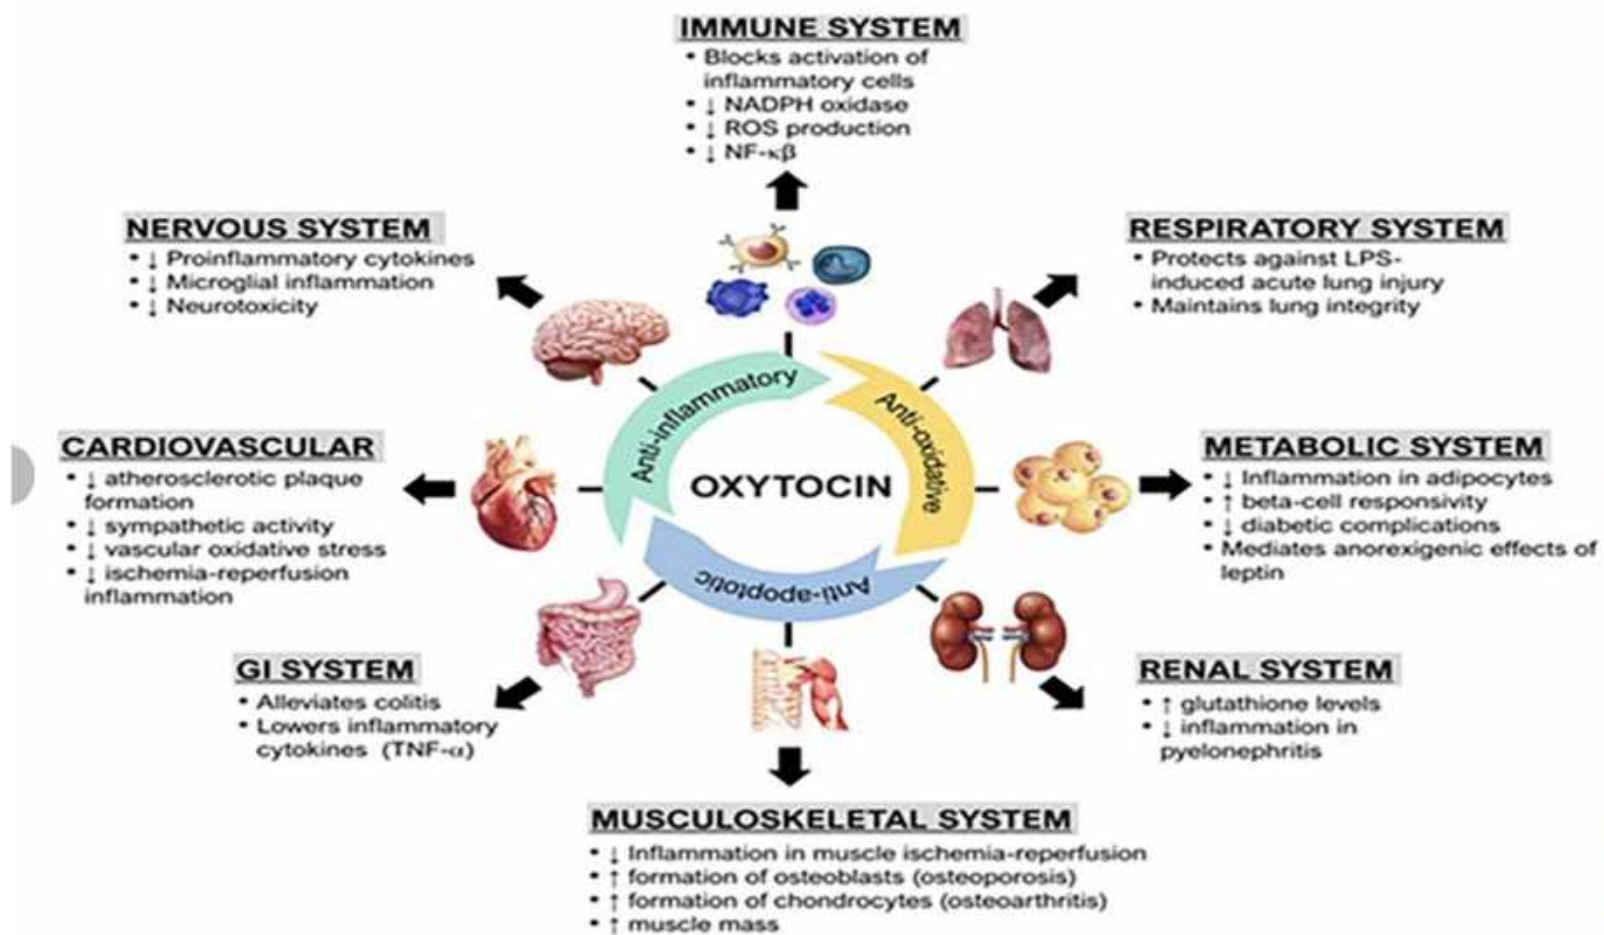 IMMUNE SYSTEM
• Blocks activation of
inflammatory cells
• ↓ NADPH oxidase
• ↓ ROS production
• ↓ NF-κβ
NERVOUS SYSTEM
• ↓ Proinflammatory cytokines
• ↓ Microglial inflammation
• ↓ Neurotoxicity
RESPIRATORY SYSTEM
• Protects against LPS-
induced acute lung injury
• Maintains lung integrity
Anti-inflammatory
Anti-oxidative
Anti-apoptotic
OXYTOCIN
CARDIOVASCULAR
• ↓ atherosclerotic plaque
formation
• ↓ sympathetic activity
• ↓ vascular oxidative stress
• ↓ ischemia-reperfusion
inflammation
METABOLIC SYSTEM
• ↓ Inflammation in adipocytes
• ↑ beta-cell responsivity
• ↓ diabetic complications
• Mediates anorexigenic effects of
leptin
GI SYSTEM
• Alleviates colitis
• Lowers inflammatory
cytokines (TNF-α)
RENAL SYSTEM
• ↑ glutathione levels
• ↓ inflammation in
pyelonephritis
MUSCULOSKELETAL SYSTEM
• ↓ Inflammation in muscle ischemia-reperfusion
• ↑ formation of osteoblasts (osteoporosis)
• ↑ formation of chondrocytes (osteoarthritis)
• ↑ muscle mass